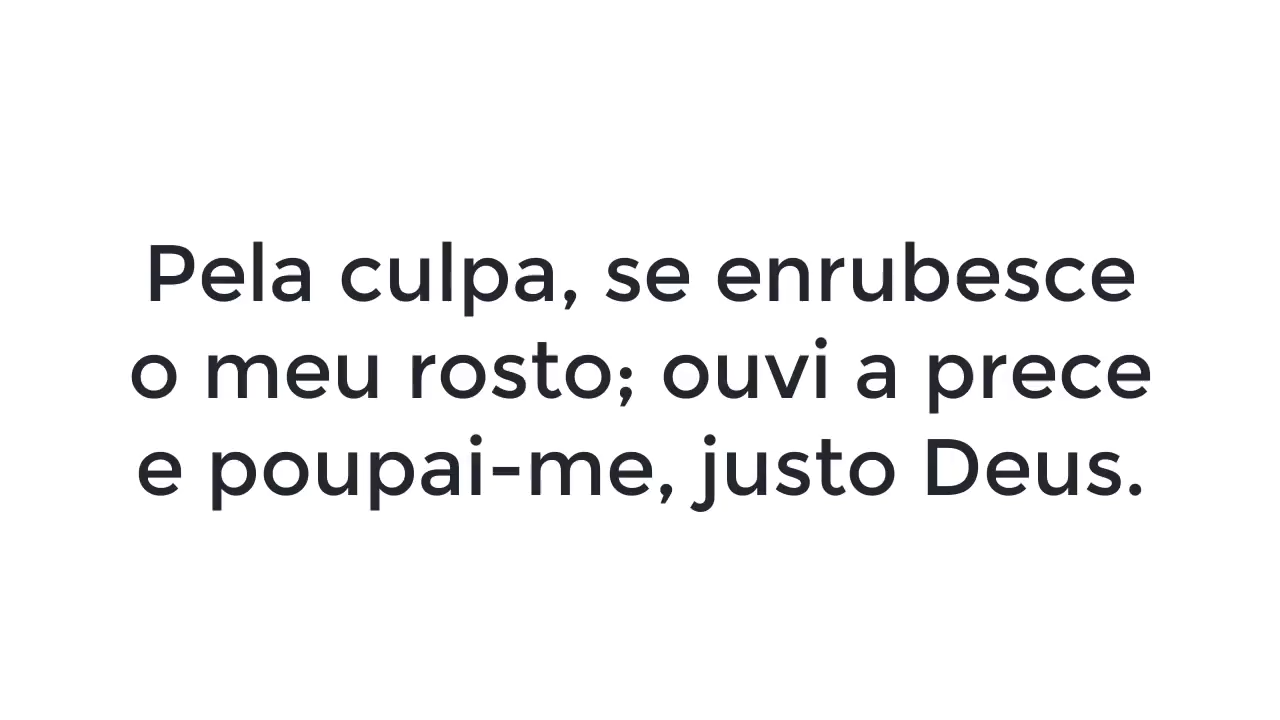 Pela culpa, se enrubesce
o meu rosto; ouvi a prece
e poupai-me, justo Deus.